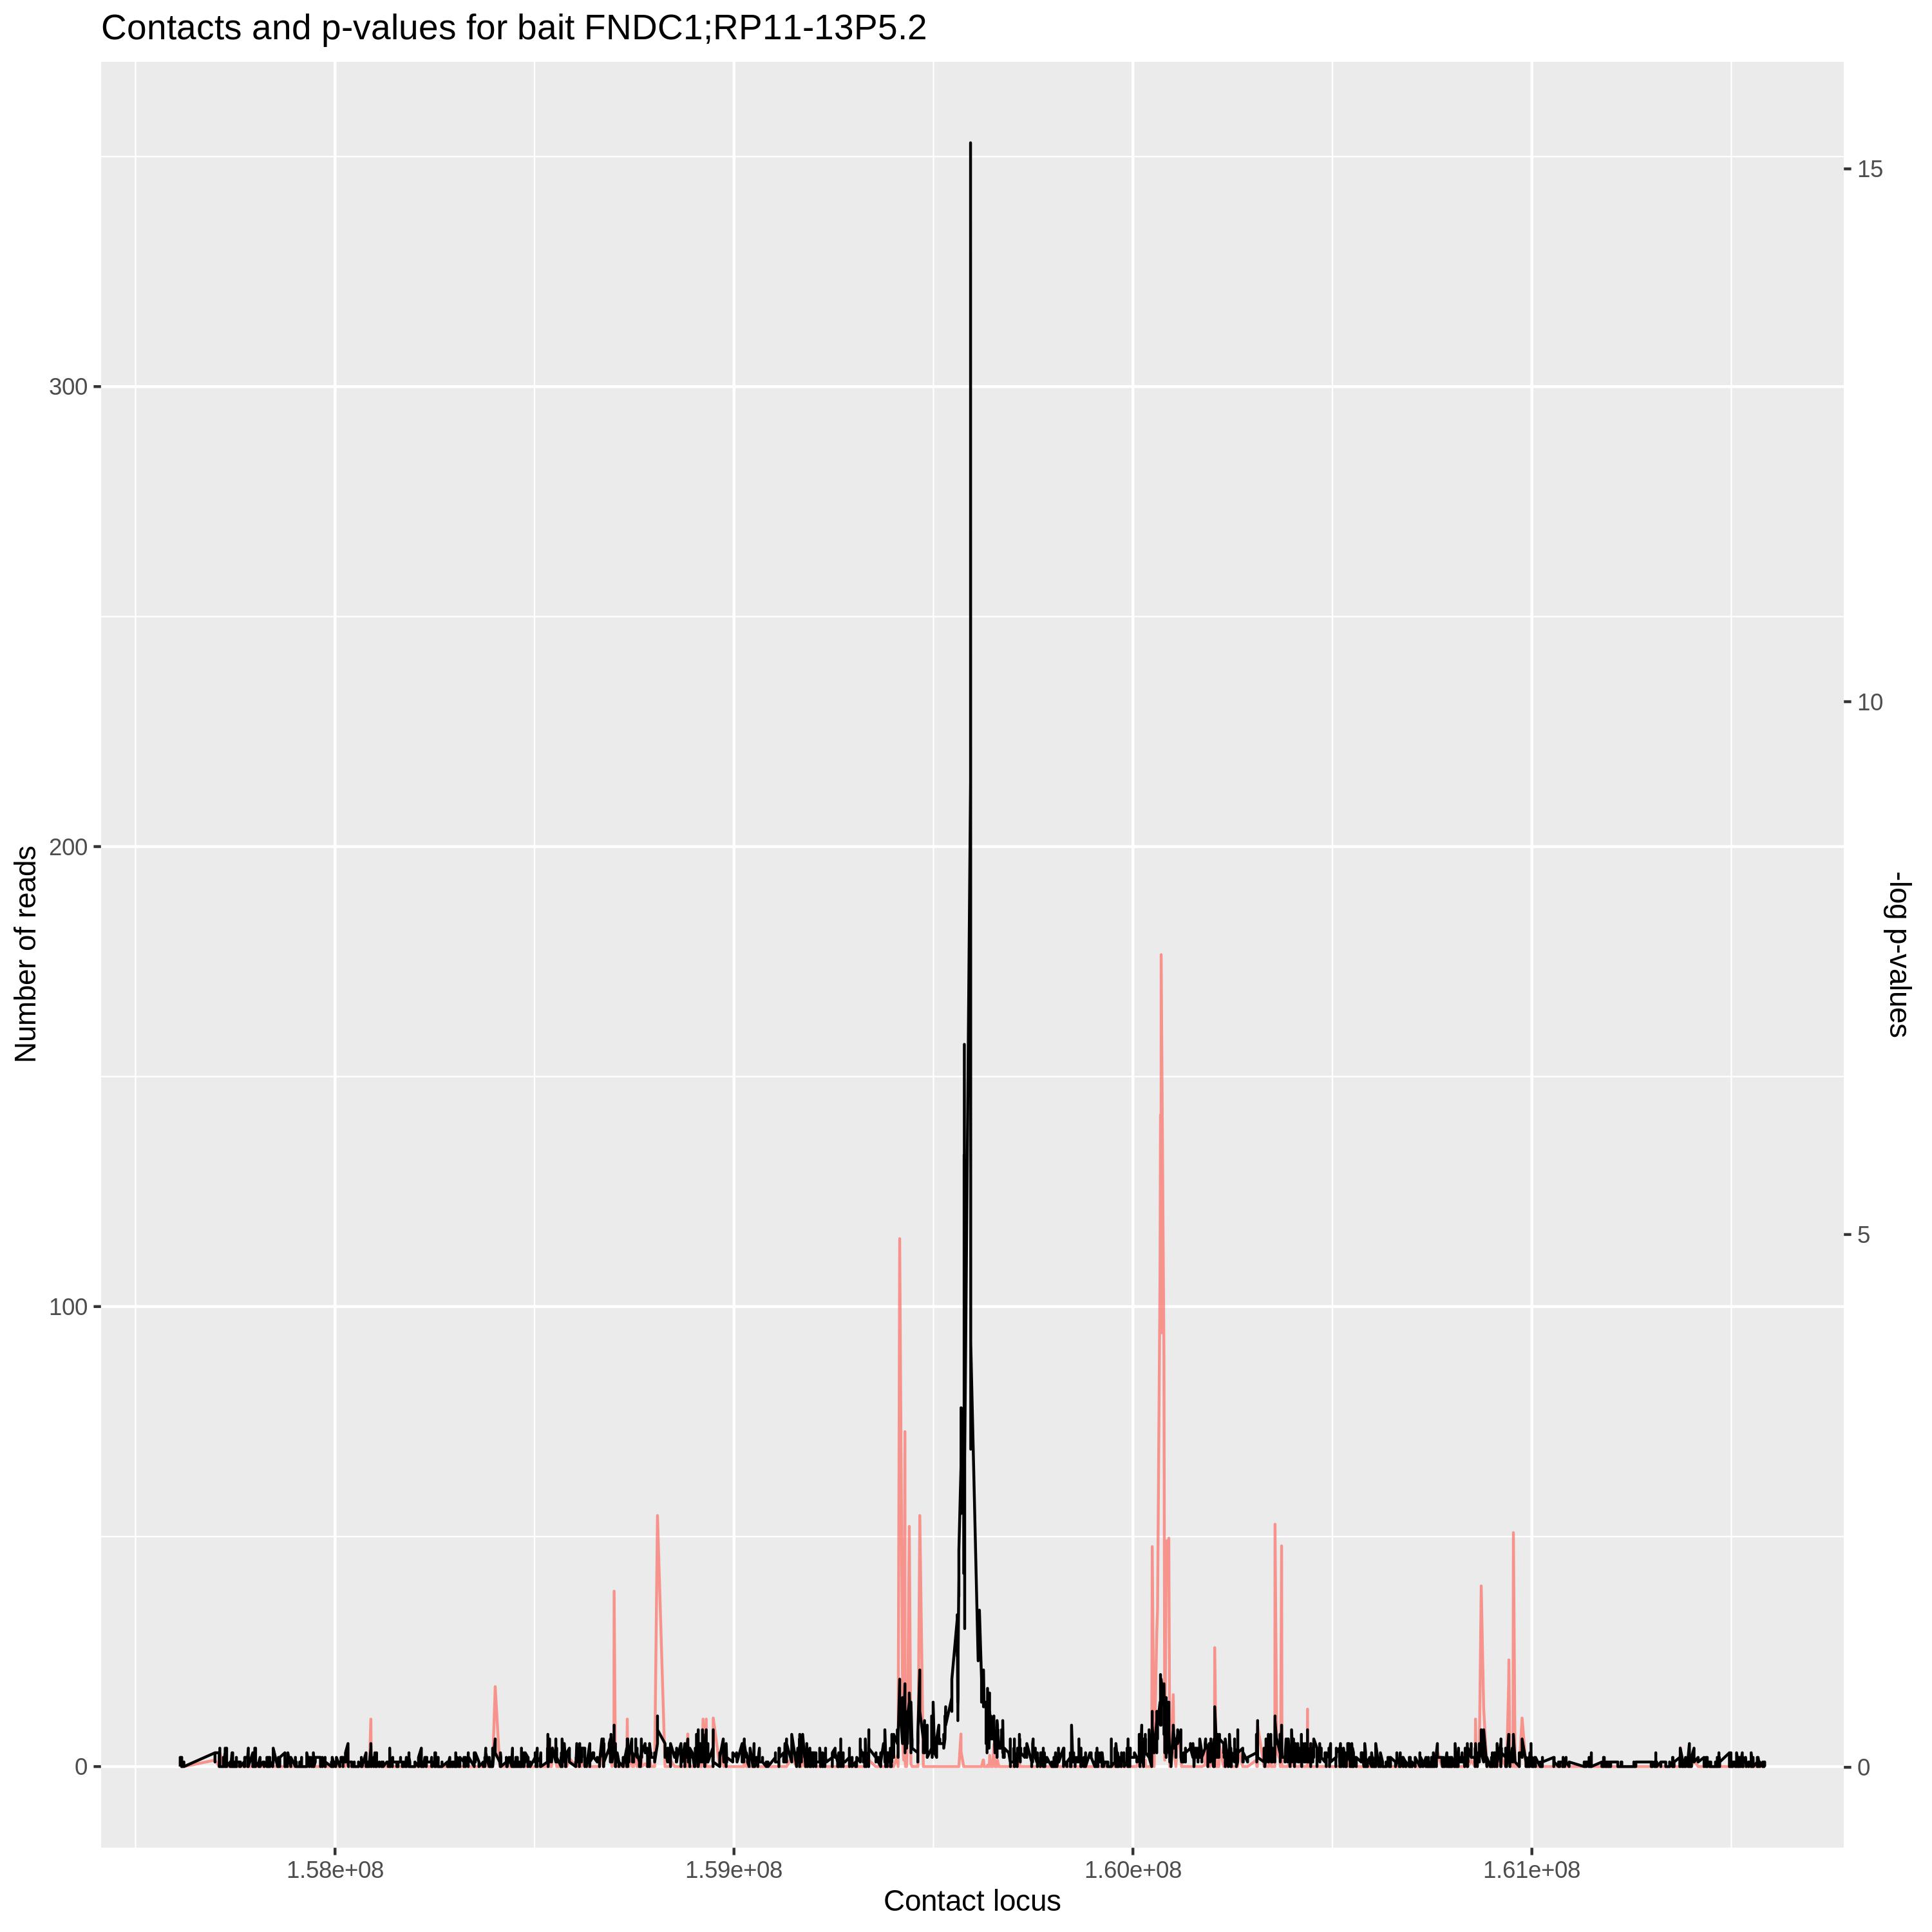 Contacts and p-values for bait FNDC1;RP11-13P5.2
Number of reads
300
200
100
0
15
10
5
0
-log p-values
1.58e+08
1.59e+08
1.60e+08
1.61e+08
Contact locus